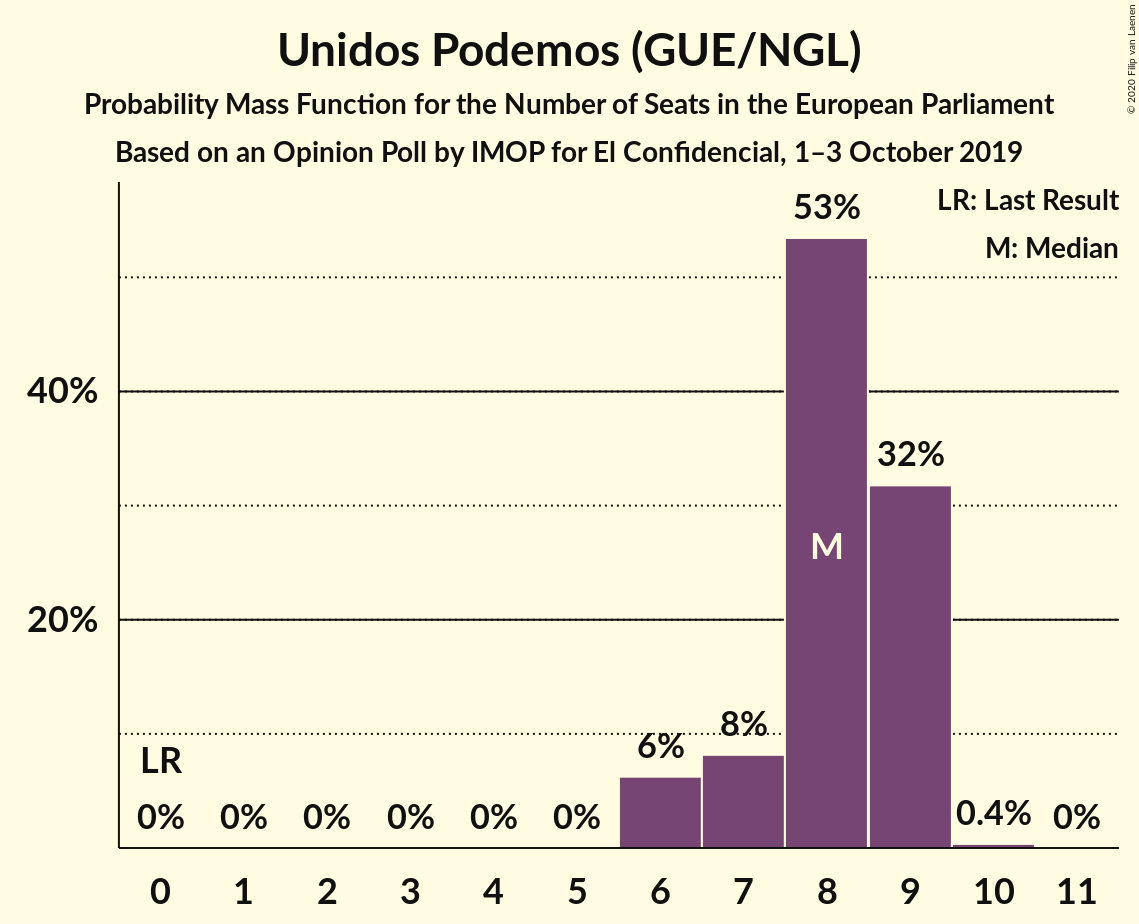 Unidos Podemos (GUE/NGL)
Probability Mass Function for the Number of Seats in the European Parliament
Based on an Opinion Poll by IMOP for El Confidencial, 1–3 October 2019
© 2020 Filip van Laenen
LR: Last Result
M: Median
53%
40%
32%
M
20%
8%
6%
LR
0% 0% 0% 0% 0% 0% 0.4% 0%
0 1 2 3 4 5 6 7 8 9 10 11